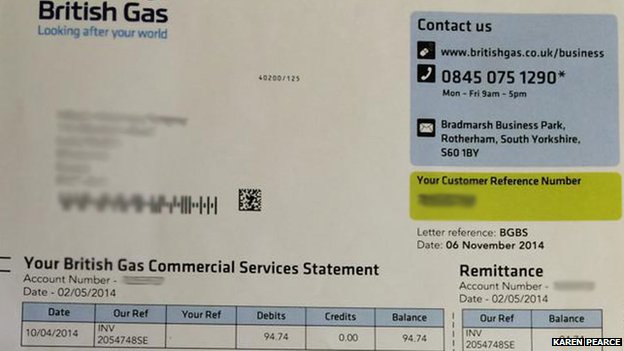 British Gas
Looking after your world
40200/125
Contact us
www.britishgas.co.uk/business
0845 075 1290*
Mon - Fri 9am - 5pm
Bradmarsh Business Park,
Rotherham, South Yorkshire,
S60 1BY
Your Customer Reference Number
Letter reference: BGBS
Date: 06 November 2014
Your British Gas Commercial Services Statement
Account Number -
Date - 02/05/2014
Date Our Ref Your Ref Debits Credits Balance
10/04/2014 INV 2054748SE 94.74 0.00 94.74
Remittance
Account Number -
Date - 02/05/2014
Our Ref Balance
INV
2054748SE
KAREN PEARCE